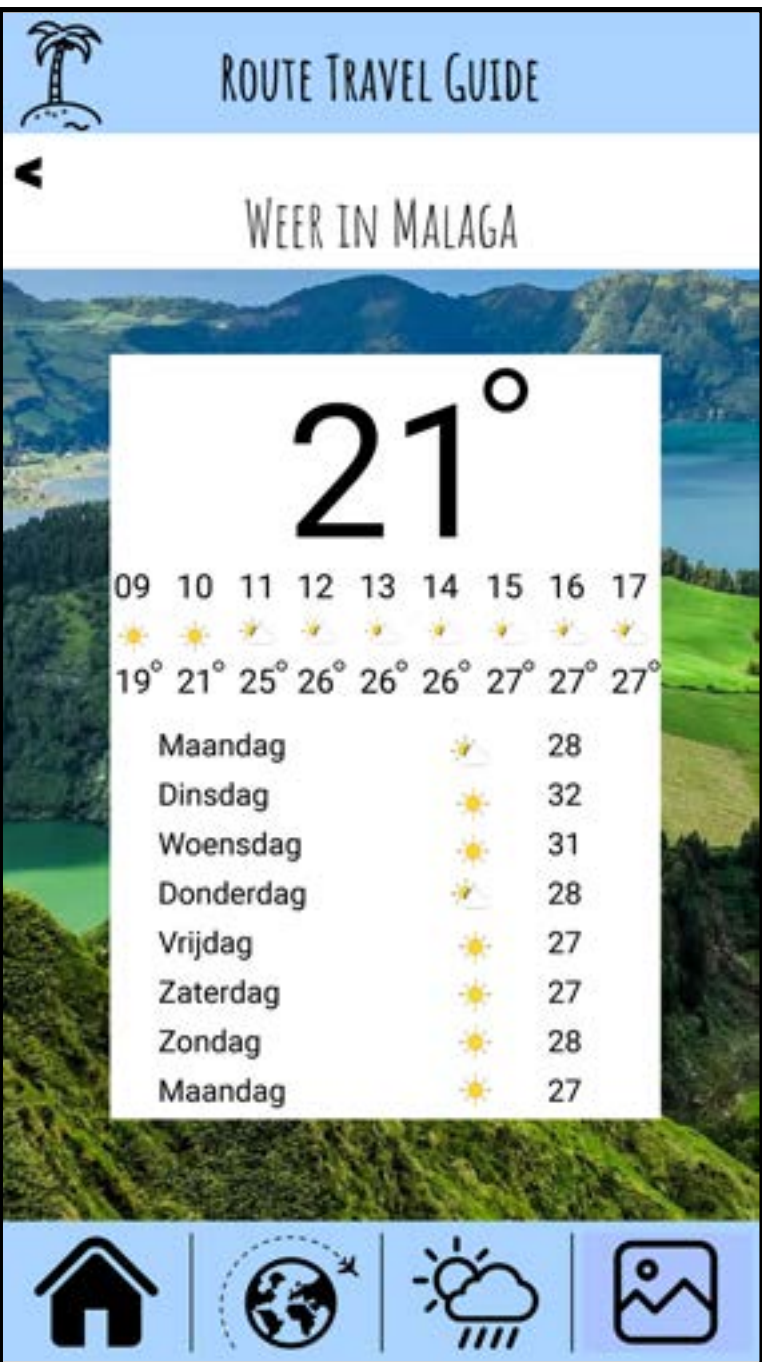 ROUTE TRAVEL GUIDE
<
WEER IN MALAGA
21°
09 10 11 12 13 14 15 16 17
19° 21° 25° 26° 26° 26° 27° 27° 27°
Maandag 28
Dinsdag 32
Woensdag 31
Donderdag 28
Vrijdag 27
Zaterdag 27
Zondag 28
Maandag 27